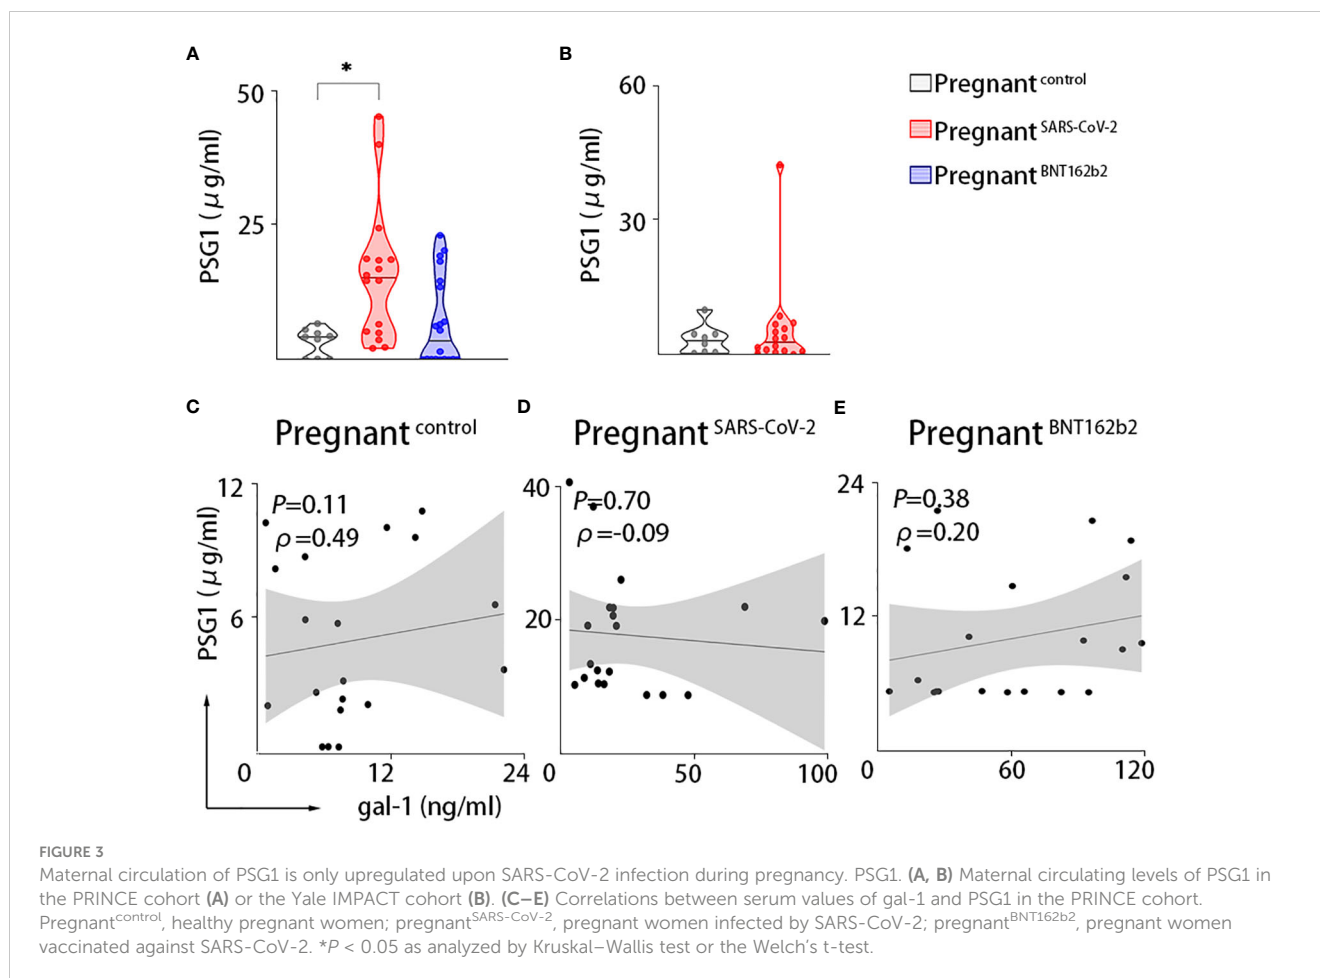 A
B
*
50
25
PSG1 (μg/ml)
60
30
PSG1 (μg/ml)
Pregnant control
Pregnant SARS-CoV-2
Pregnant BNT162b2
C
D
E
Pregnant control
Pregnant SARS-CoV-2
Pregnant BNT162b2
12
6
PSG1 (μg/ml)
P=0.11
ρ=0.49
0
12
24
gal-1 (ng/ml)
40
20
P=0.70
ρ=-0.09
0
50
100
24
12
P=0.38
ρ=0.20
0
60
120
FIGURE 3
Maternal circulation of PSG1 is only upregulated upon SARS-CoV-2 infection during pregnancy. PSG1. (A, B) Maternal circulating levels of PSG1 in
the PRINCE cohort (A) or the Yale IMPACT cohort (B). (C–E) Correlations between serum values of gal-1 and PSG1 in the PRINCE cohort.
Pregnantcontrol, healthy pregnant women; pregnantSARS-CoV-2, pregnant women infected by SARS-CoV-2; pregnantBNT162b2, pregnant women
vaccinated against SARS-CoV-2. *P < 0.05 as analyzed by Kruskal–Wallis test or the Welch's t-test.